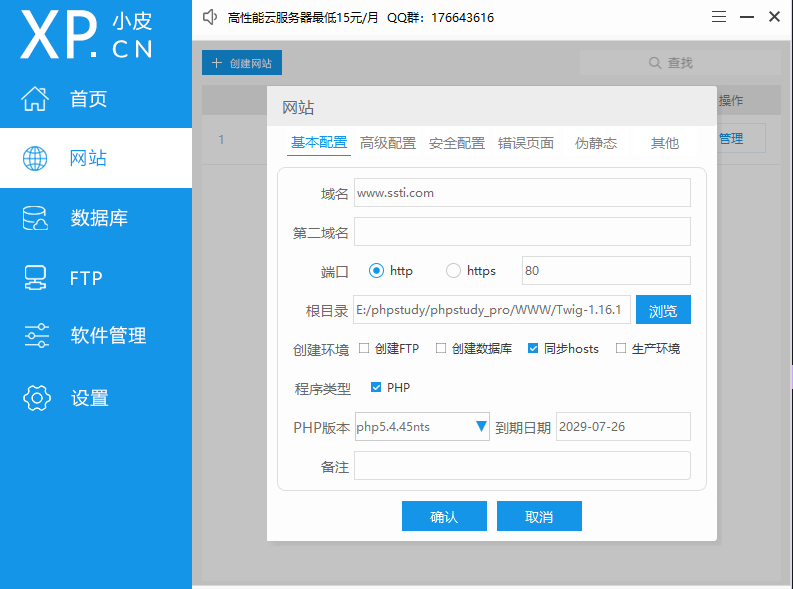 XP.CN 小皮
高性能云服务器最低15元/月 QQ群：176643616
首页
网站
数据库
FTP
软件管理
设置
+ 创建网站
查找
操作
1
管理
网站
基本配置 高级配置 安全配置 错误页面 伪静态 其他
域名 www.ssti.com
第二域名
端口 http https 80
根目录 E:/phpstudy/phpstudy_pro/WWW/Twig-1.16.1 浏览
创建环境 创建FTP 创建数据库 同步hosts 生产环境
程序类型 PHP
PHP版本 php5.4.45nts 到期日期 2029-07-26
备注
确认 取消